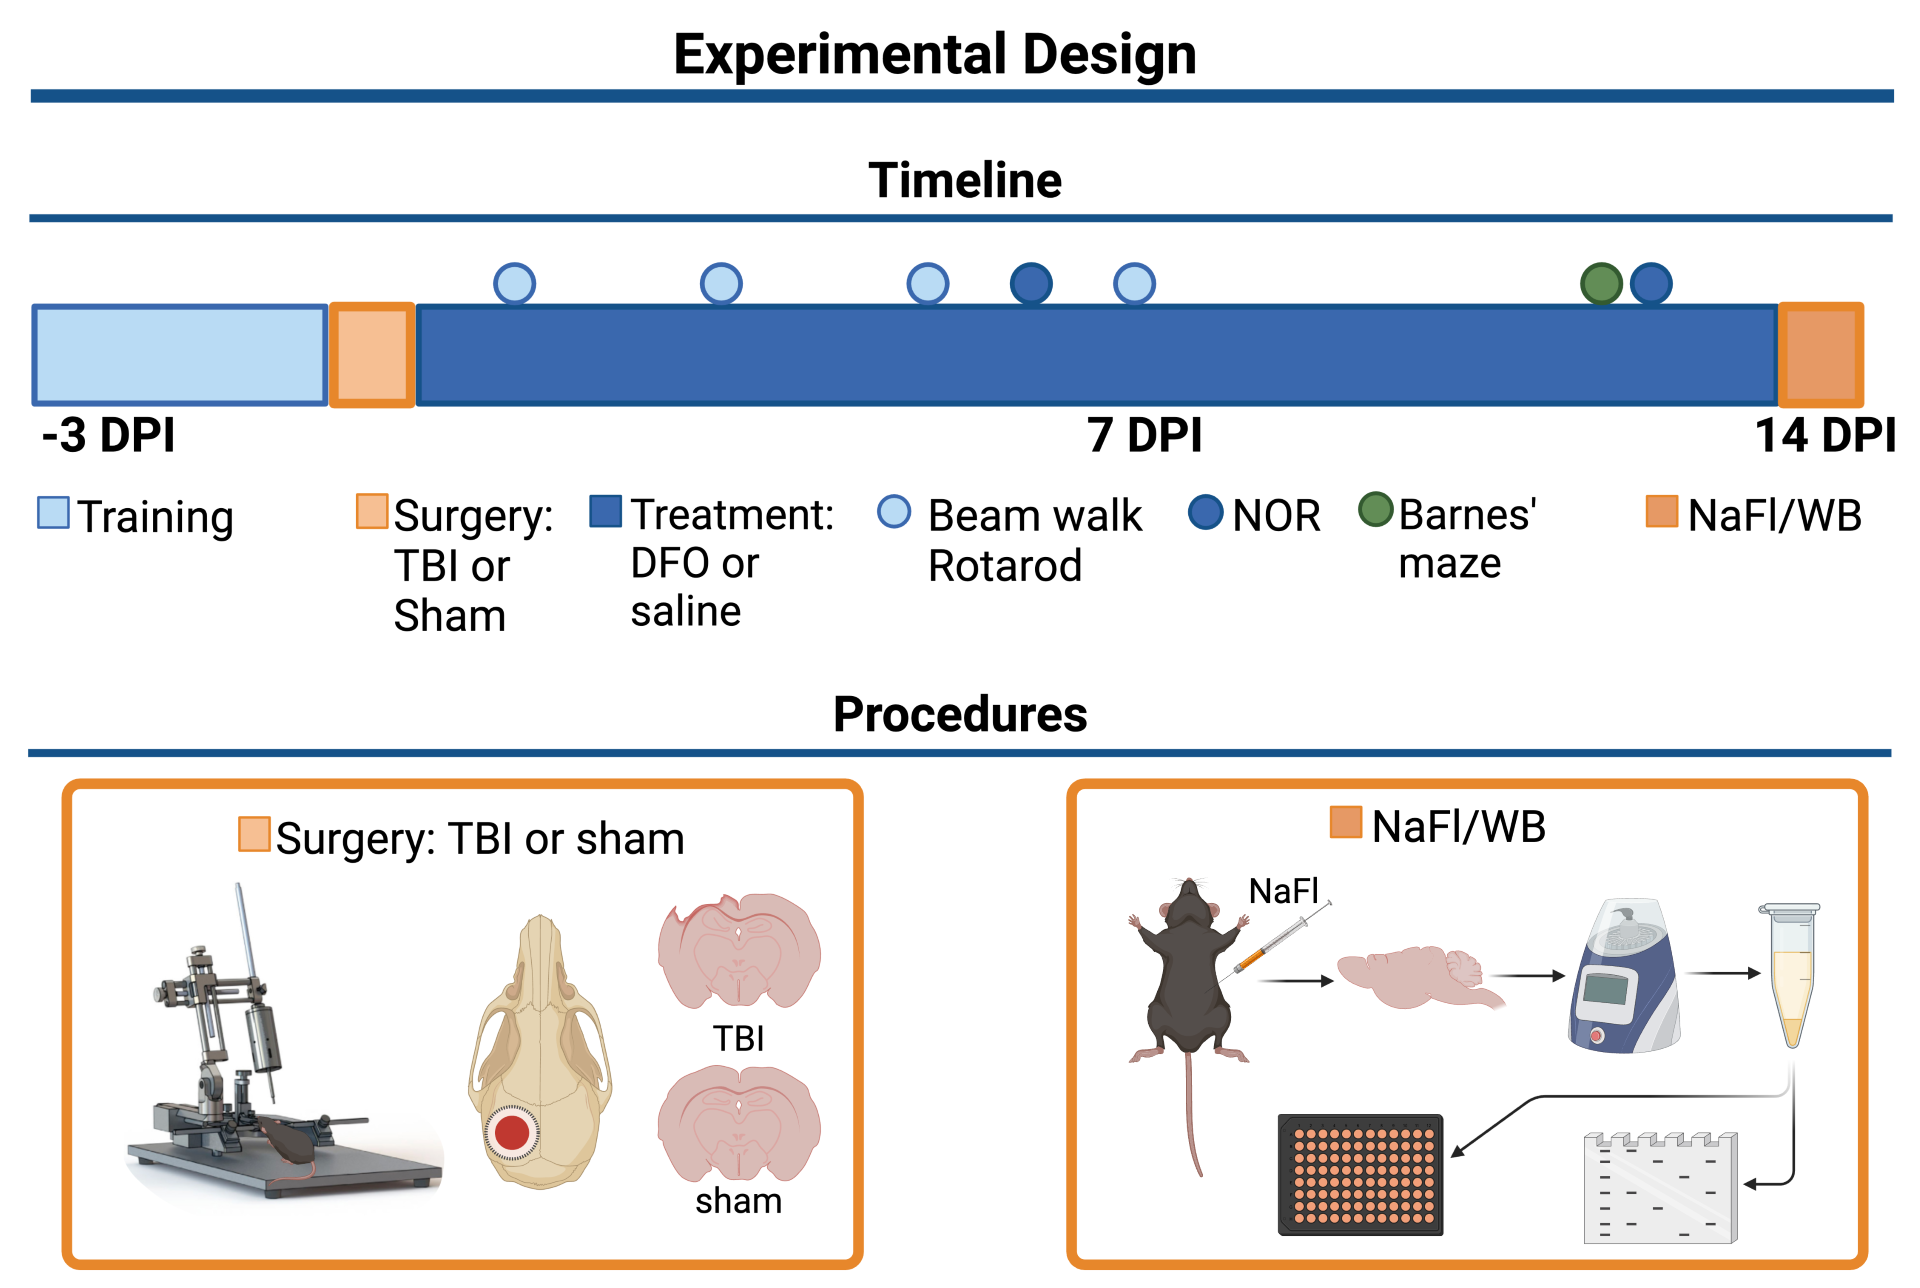 Experimental Design
Timeline
-3 DPI
7 DPI
14 DPI
Training
Surgery:
TBI or
Sham
Treatment:
DFO or
saline
Beam walk
Rotarod
NOR
Barnes'
maze
NaFl/WB
Procedures
Surgery: TBI or sham
TBI
sham
NaFl/WB
NaFl